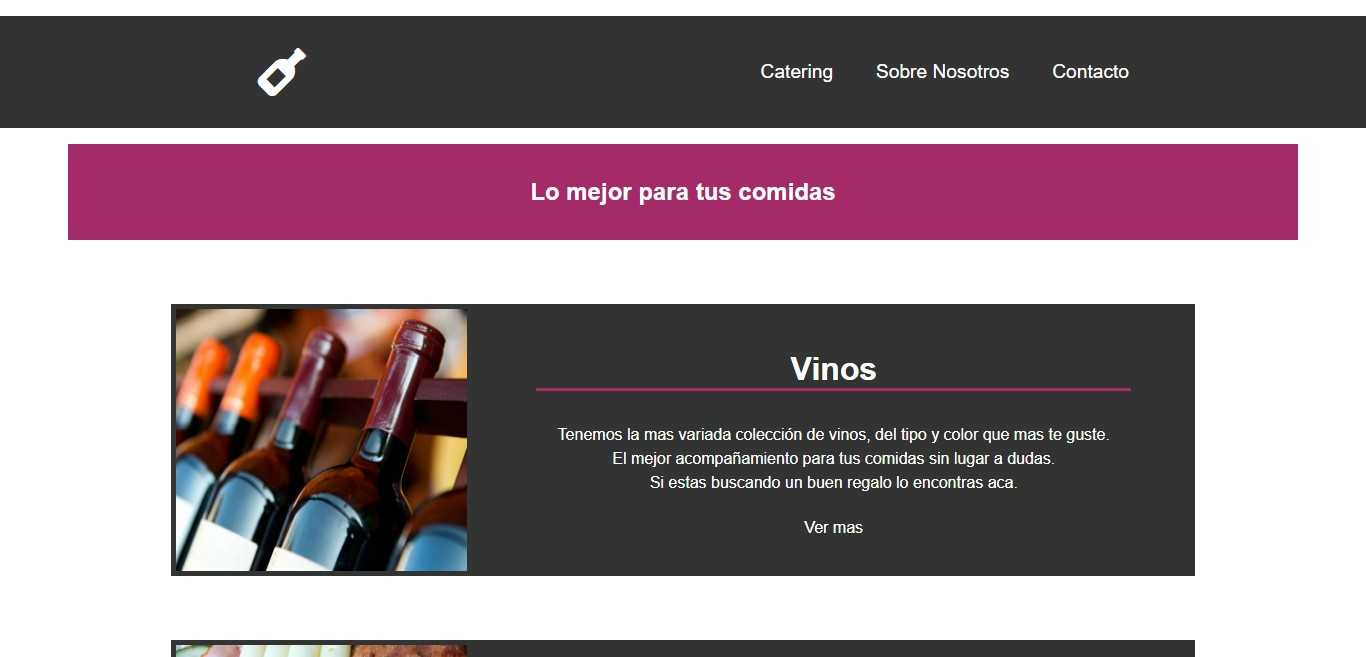 Catering Sobre Nosotros Contacto
Lo mejor para tus comidas
Vinos
Tenemos la mas variada colección de vinos, del tipo y color que mas te guste.
El mejor acompañamiento para tus comidas sin lugar a dudas.
Si estas buscando un buen regalo lo encontras aca.
Ver mas